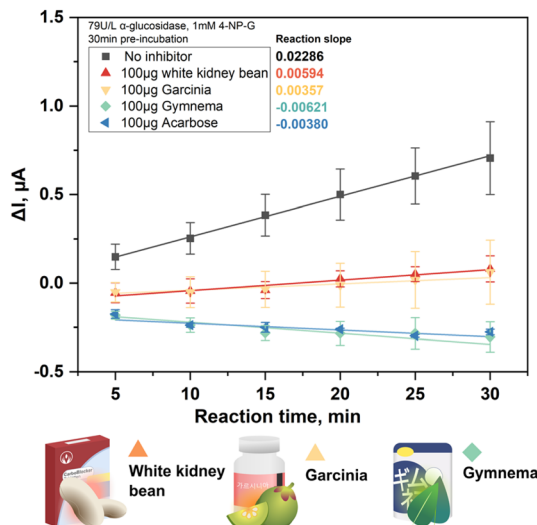 79U/L α-glucosidase, 1mM 4-NP-G
30min pre-incubation
Reaction slope
No inhibitor 0.02286
100μg white kidney bean 0.00594
100μg Garcinia 0.00357
100μg Gymnema -0.00621
100μg Acarbose -0.00380
ΔI, μA
1.5
1.0
0.5
0.0
-0.5
5 10 15 20 25 30
Reaction time, min
White kidney bean
Garcinia
Gymnema